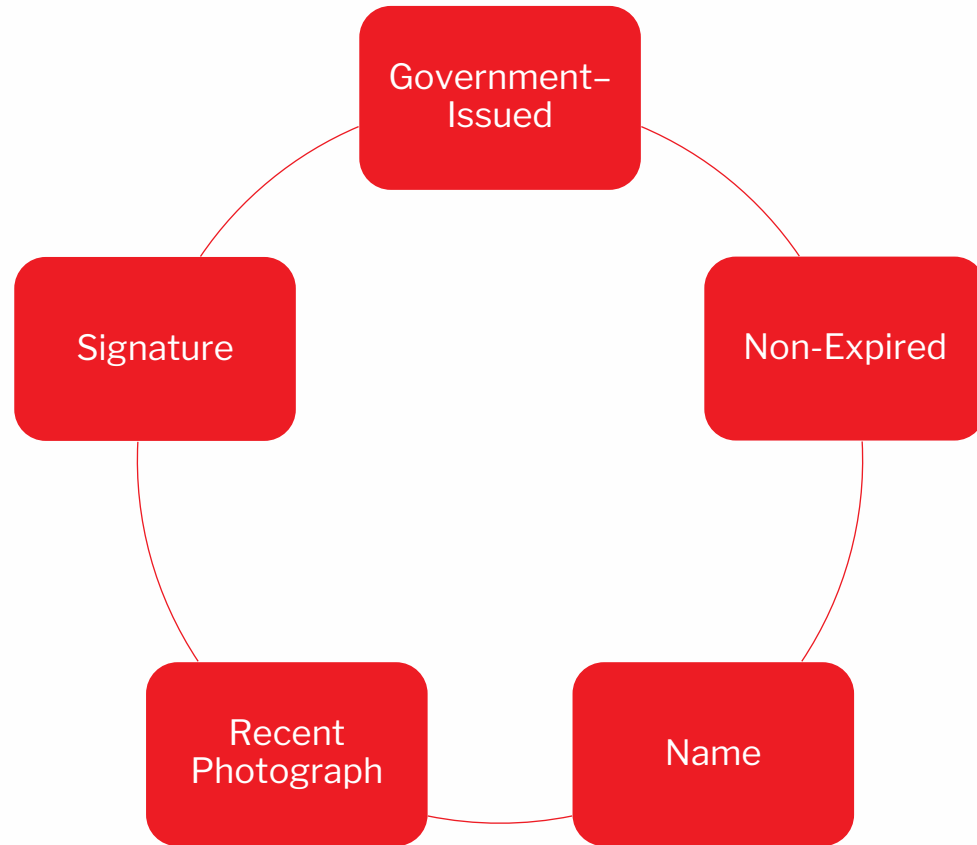 Government–
Issued
Non-Expired
Name
Recent
Photograph
Signature